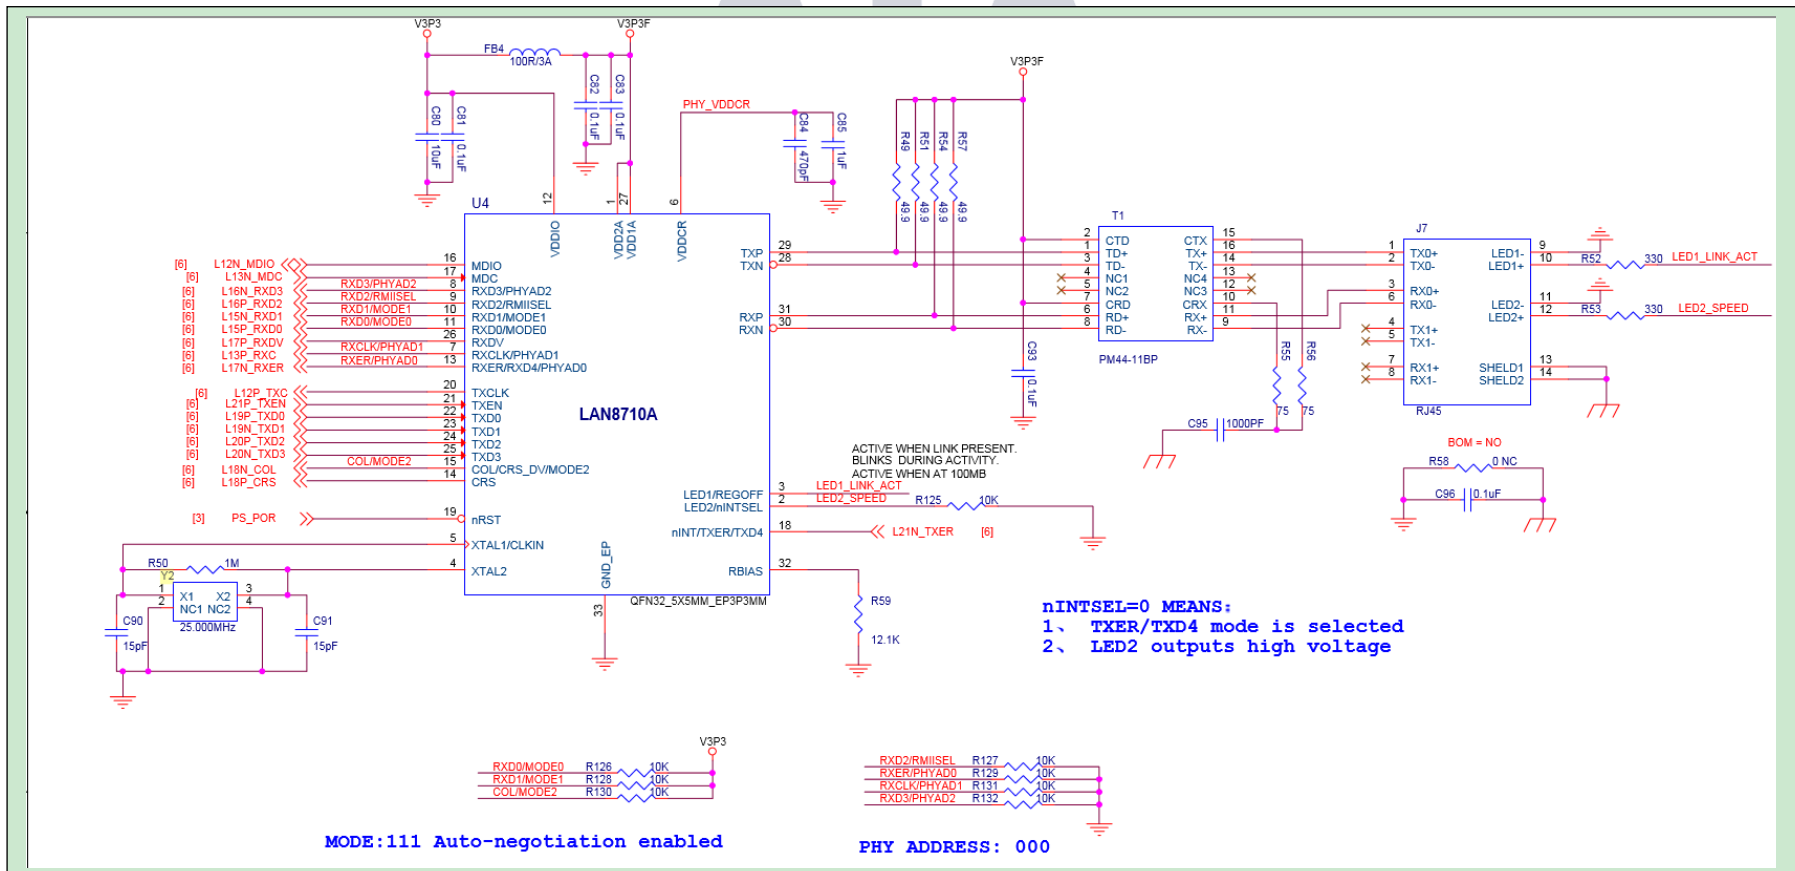 V3P3
V3P3F
FB4
100R/3A
C82
0.1uF
C83
0.1uF
C80
10uF
C81
0.1uF
PHY_VDDCR
C84
470pF
C85
1uF
V3P3F
R49
49.9
R51
49.9
R54
49.9
R57
49.9
U4
12
VDDIO
1
VDD2A
27
VDD1A
6
VDDCR
[6] L12N_MDIO 16 MDIO
[6] L13N_MDC 17 MDC
[6] L16N_RXD3 RXD3/PHYAD2 8 RXD3/PHYAD2
[6] L16P_RXD2 RXD2/RMIISEL 9 RXD2/RMIISEL
[6] L15N_RXD1 RXD1/MODE1 10 RXD1/MODE1
[6] L15P_RXD0 RXD0/MODE0 11 RXD0/MODE0
[6] L17P_RXDV 26 RXDV
[6] L13P_RXC RXCLK/PHYAD1 7 RXCLK/PHYAD1
[6] L17N_RXER RXER/PHYAD0 13 RXER/RXD4/PHYAD0
[6] L12P_TXC 20 TXCLK
[6] L21P_TXEN 21 TXEN
[6] L19P_TXD0 22 TXD0
[6] L19N_TXD1 23 TXD1
[6] L20P_TXD2 24 TXD2
[6] L20N_TXD3 25 TXD3
[6] L18N_COL COL/MODE2 15 COL/CRS_DV/MODE2
[6] L18P_CRS 14 CRS
[3] PS_POR 19 nRST
5 XTAL1/CLKIN
4 XTAL2
LAN8710A
TXP 29
TXN 28
RXP 31
RXN 30
LED1/REGOFF 3 LED1_LINK_ACT
LED2/nINTSEL 2 LED2_SPEED R125 10K
nINT/TXER/TXD4 18 L21N_TXER [6]
RBIAS 32
GND_EP
33
QFN32_5X5MM_EP3P3MM
R59
12.1K
ACTIVE WHEN LINK PRESENT.
BLINKS DURING ACTIVITY.
ACTIVE WHEN AT 100MB
R50 1M
Y2
1 X1 X2 3
2 NC1 NC2 4
25.000MHz
C90
15pF
C91
15pF
T1
2 CTD CTX 15
1 TD+ TX+ 16
3 TD- TX- 14
4 NC1 NC4 13
5 NC2 NC3 12
7 CRD CRX 10
6 RD+ RX+ 11
8 RD- RX- 9
PM44-11BP
C93
0.1uF
R55
75
R56
75
C95 1000PF
J7
1 TX0+ LED1- 9
2 TX0- LED1+ 10 R52 330 LED1_LINK_ACT
3 RX0+ LED2- 11
6 RX0- LED2+ 12 R53 330 LED2_SPEED
4 TX1+
5 TX1-
7 RX1+ SHIELD1 13
8 RX1- SHIELD2 14
RJ45
BOM = NO
R58 0 NC
C96 0.1uF
nINTSEL=0 MEANS:
1、 TXER/TXD4 mode is selected
2、 LED2 outputs high voltage
V3P3
RXD0/MODE0 R126 10K
RXD1/MODE1 R128 10K
COL/MODE2 R130 10K
MODE:111 Auto-negotiation enabled
RXD2/RMIISEL R127 10K
RXER/PHYAD0 R129 10K
RXCLK/PHYAD1 R131 10K
RXD3/PHYAD2 R132 10K
PHY ADDRESS: 000